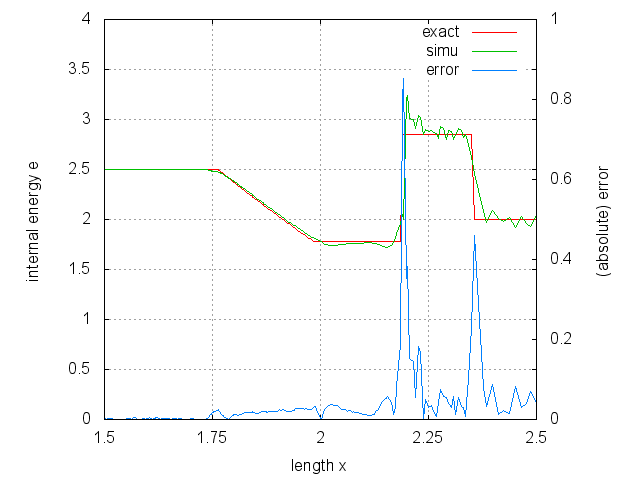 4 1
3.5 exact
simu
error
3 0.8
2.5
0.6
2
internal energy e
(absolute) error
1.5 0.4
1
0.2
0.5
0 0
1.5 1.75 2 2.25 2.5
length x